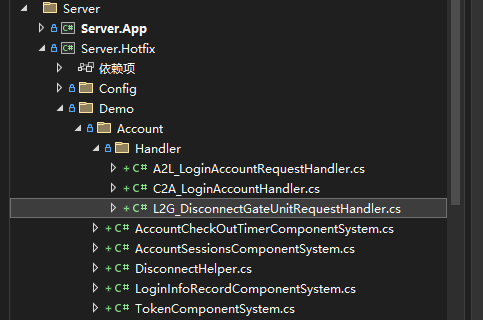 Server
Server.App
Server.Hotfix
依赖项
Config
Demo
Account
Handler
C# A2L_LoginAccountRequestHandler.cs
C# C2A_LoginAccountHandler.cs
C# L2G_DisconnectGateUnitRequestHandler.cs
C# AccountCheckOutTimerComponentSystem.cs
C# AccountSessionsComponentSystem.cs
C# DisconnectHelper.cs
C# LoginInfoRecordComponentSystem.cs
C# TokenComponentSystem.cs